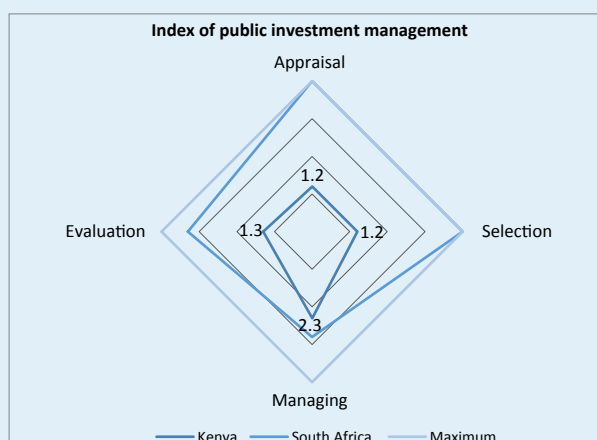 Index of public investment management
Appraisal
1.2
Evaluation 1.3 1.2 Selection
2.3
Managing
Kenya South Africa Maximum